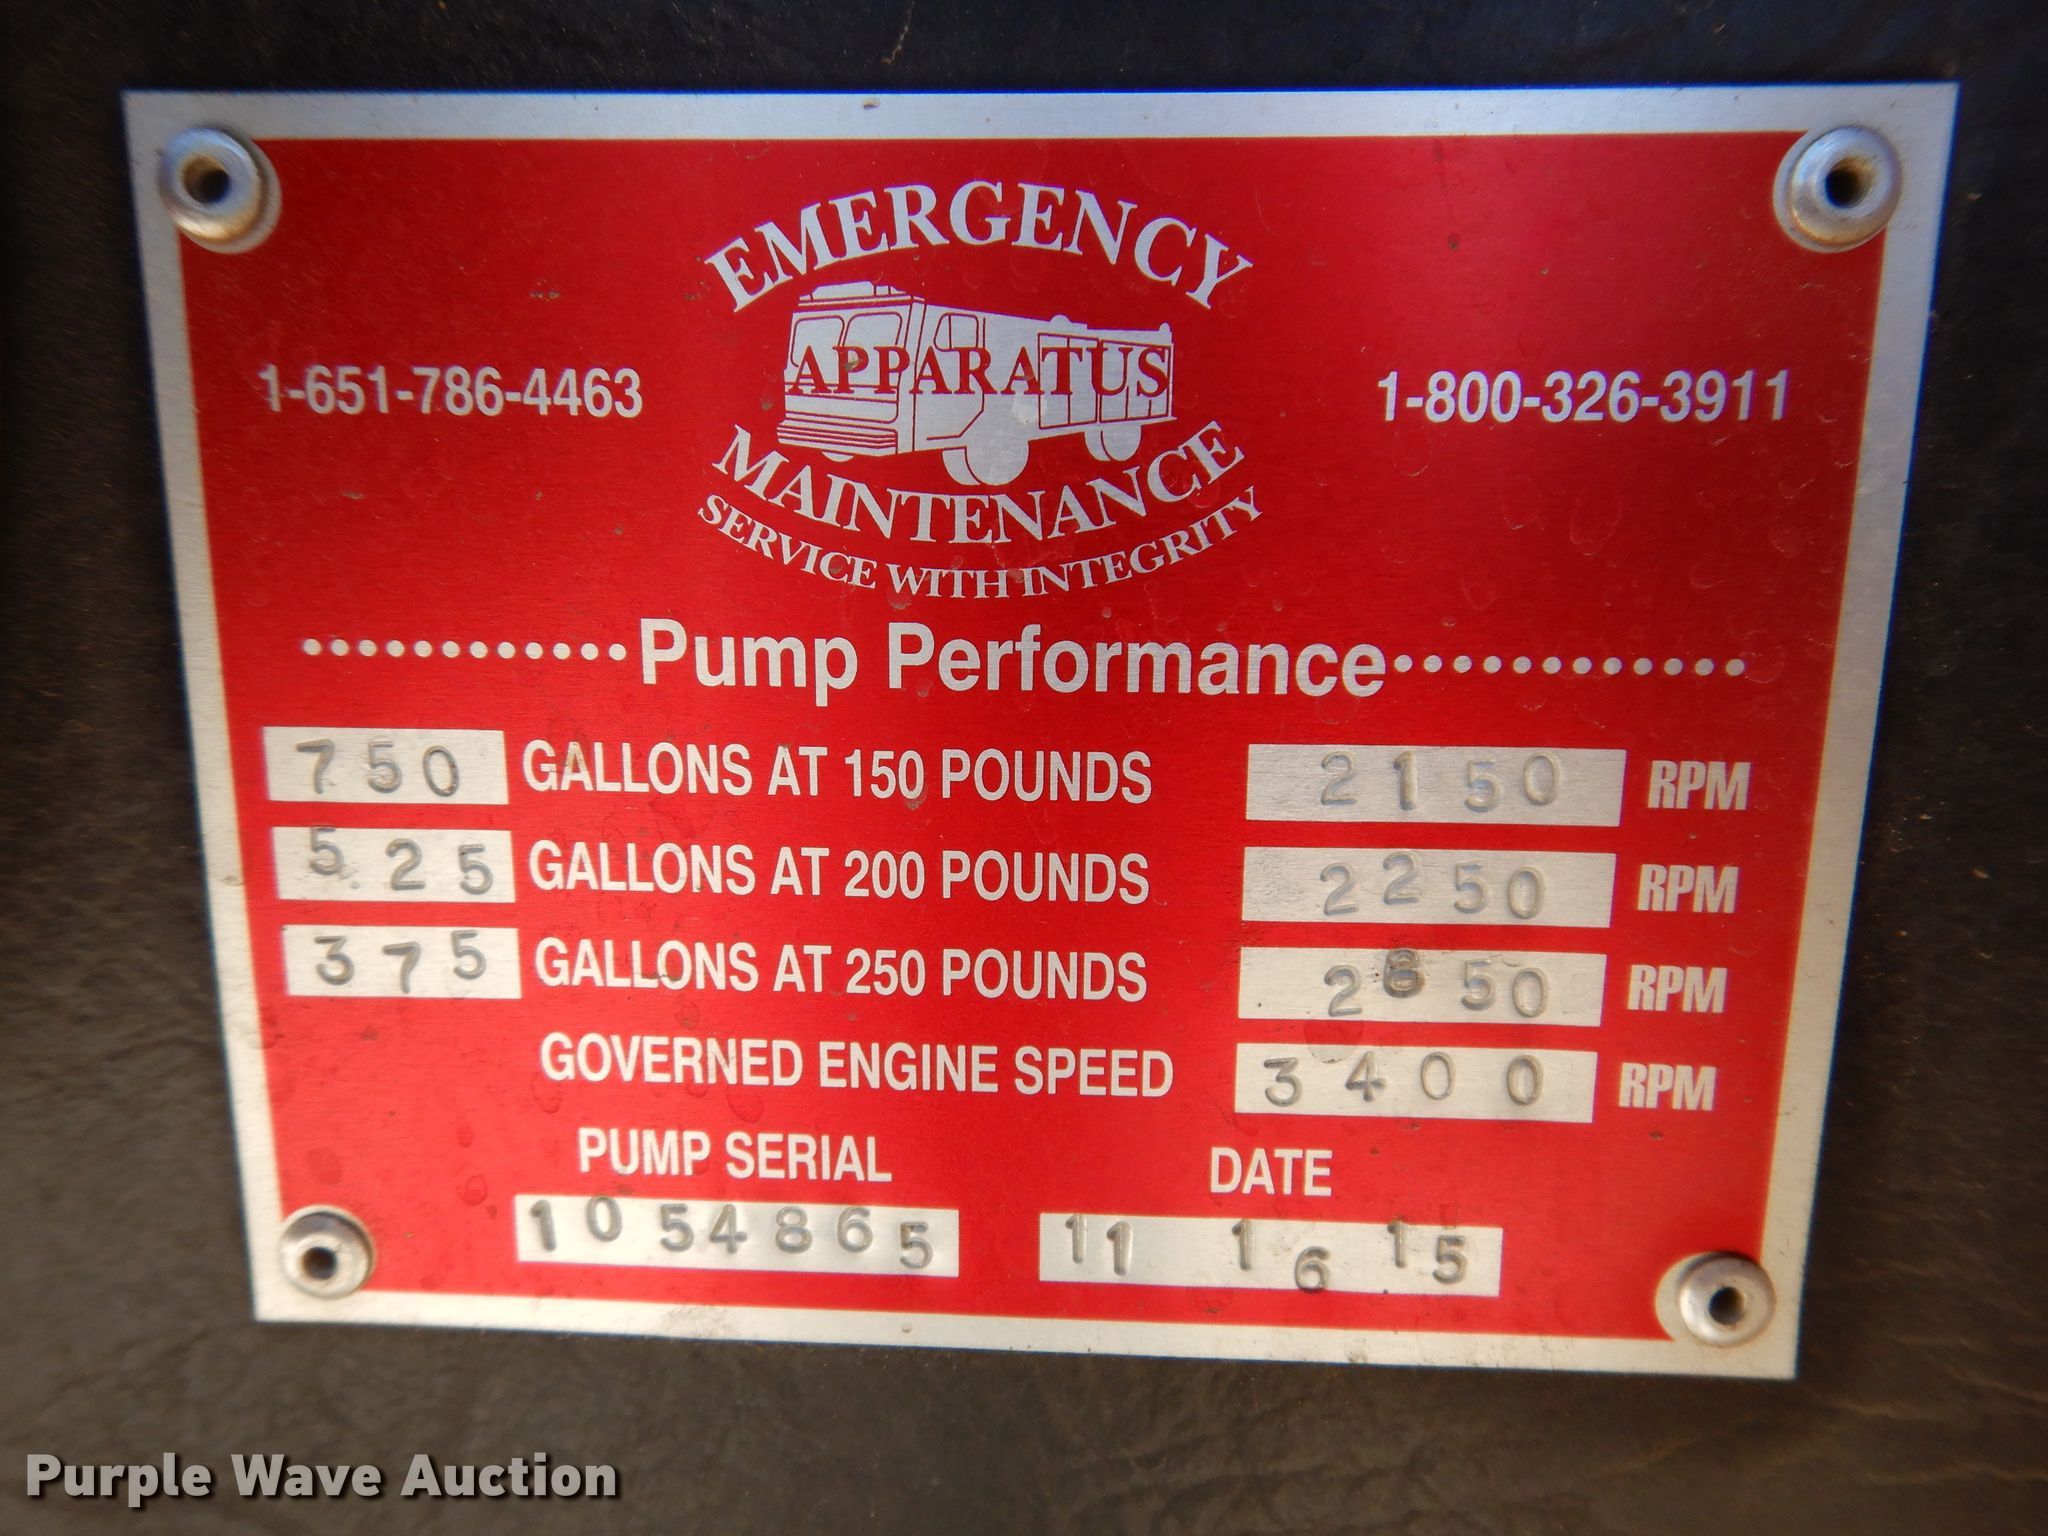 EMERGENCY
APPARATUS
MAINTENANCE
SERVICE WITH INTEGRITY
1-651-786-4463
1-800-326-3911
Pump Performance
750 GALLONS AT 150 POUNDS 2150 RPM
525 GALLONS AT 200 POUNDS 2250 RPM
375 GALLONS AT 250 POUNDS RPM
GOVERNED ENGINE SPEED 3400 RPM
PUMP SERIAL DATE
1054865 11 16 15
Purple Wave Auction